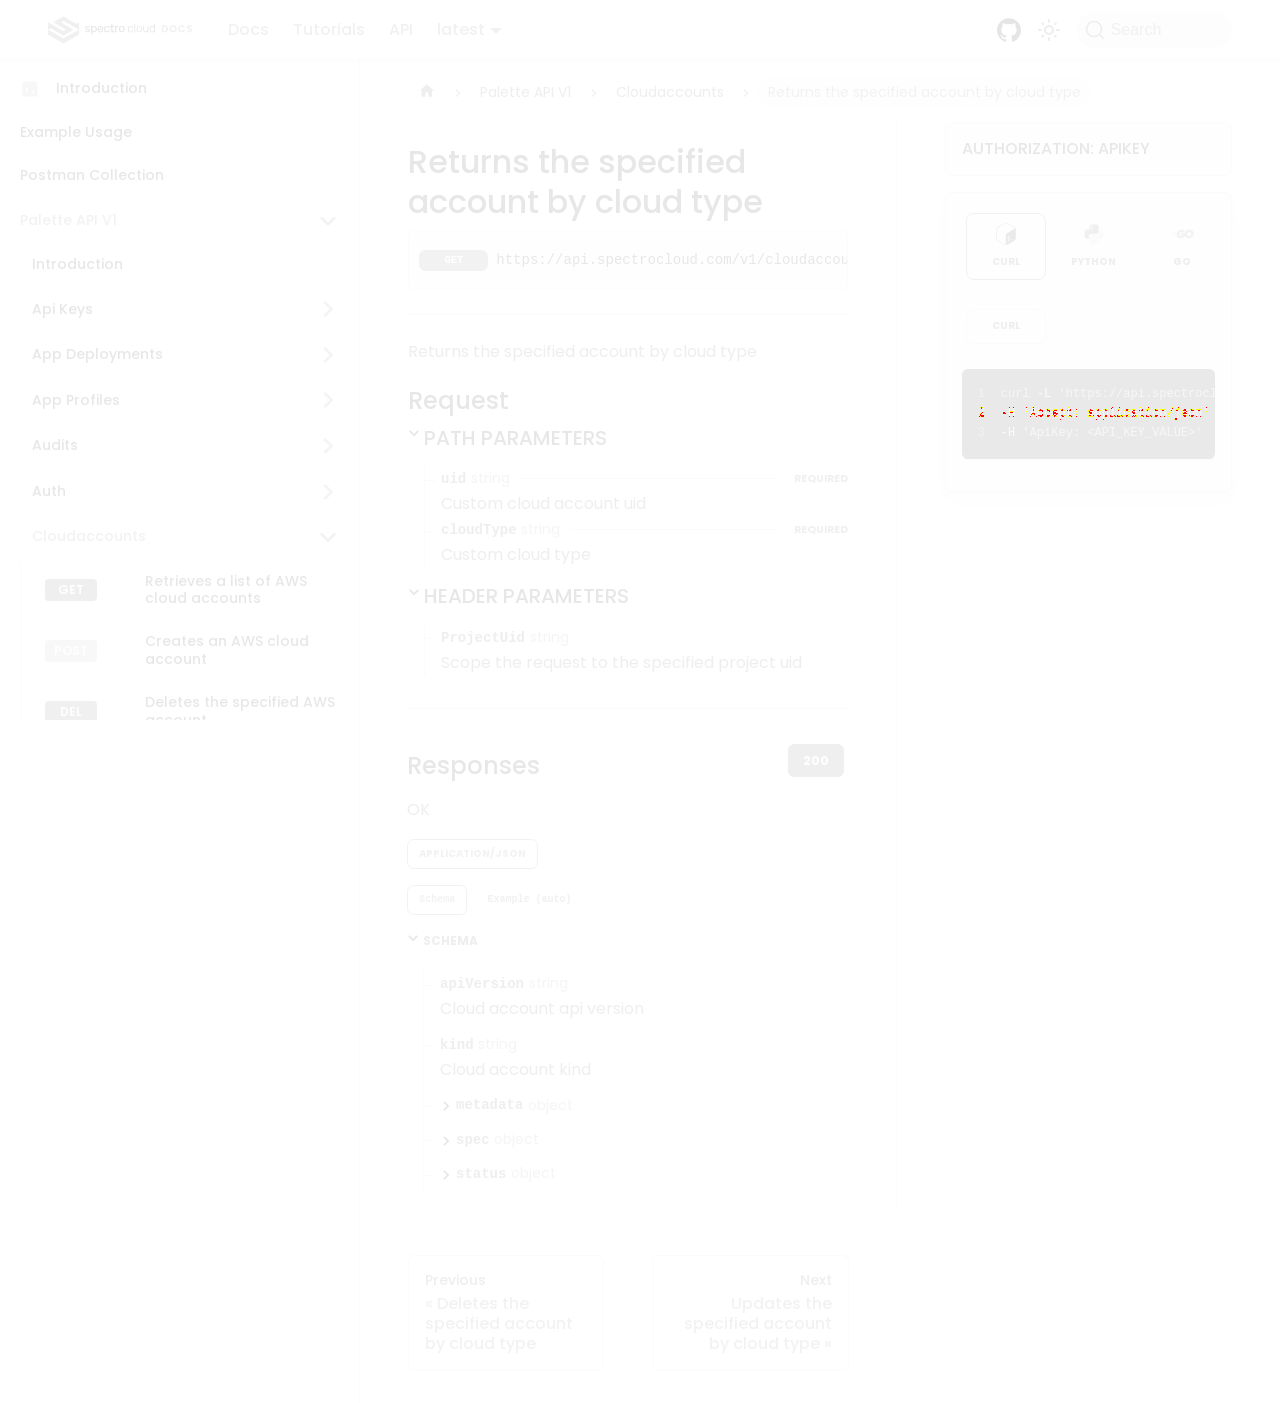 spectro cloud DOCS
Docs
Tutorials
API
latest
Search
Introduction
Example Usage
Postman Collection
Palette API V1
Introduction
Api Keys
App Deployments
App Profiles
Audits
Auth
Cloudaccounts
GET
Retrieves a list of AWS
cloud accounts
POST
Creates an AWS cloud
account
DEL
Deletes the specified AWS
account
Palette API V1
Cloudaccounts
Returns the specified account by cloud type
Returns the specified
account by cloud type
GET
https://api.spectrocloud.com/v1/cloudaccou
Returns the specified account by cloud type
Request
PATH PARAMETERS
uid string
REQUIRED
Custom cloud account uid
cloudType string
REQUIRED
Custom cloud type
HEADER PARAMETERS
ProjectUid string
Scope the request to the specified project uid
Responses
200
OK
APPLICATION/JSON
Schema
Example (auto)
SCHEMA
apiVersion string
Cloud account api version
kind string
Cloud account kind
metadata object
spec object
status object
Previous
« Deletes the
specified account
by cloud type
Next
Updates the
specified account
by cloud type »
AUTHORIZATION: APIKEY
CURL
PYTHON
GO
GO
CURL
1 curl -L 'https://api.spectrocl
2 -H 'Accept: application/json'
3 -H 'ApiKey: <API_KEY_VALUE>'